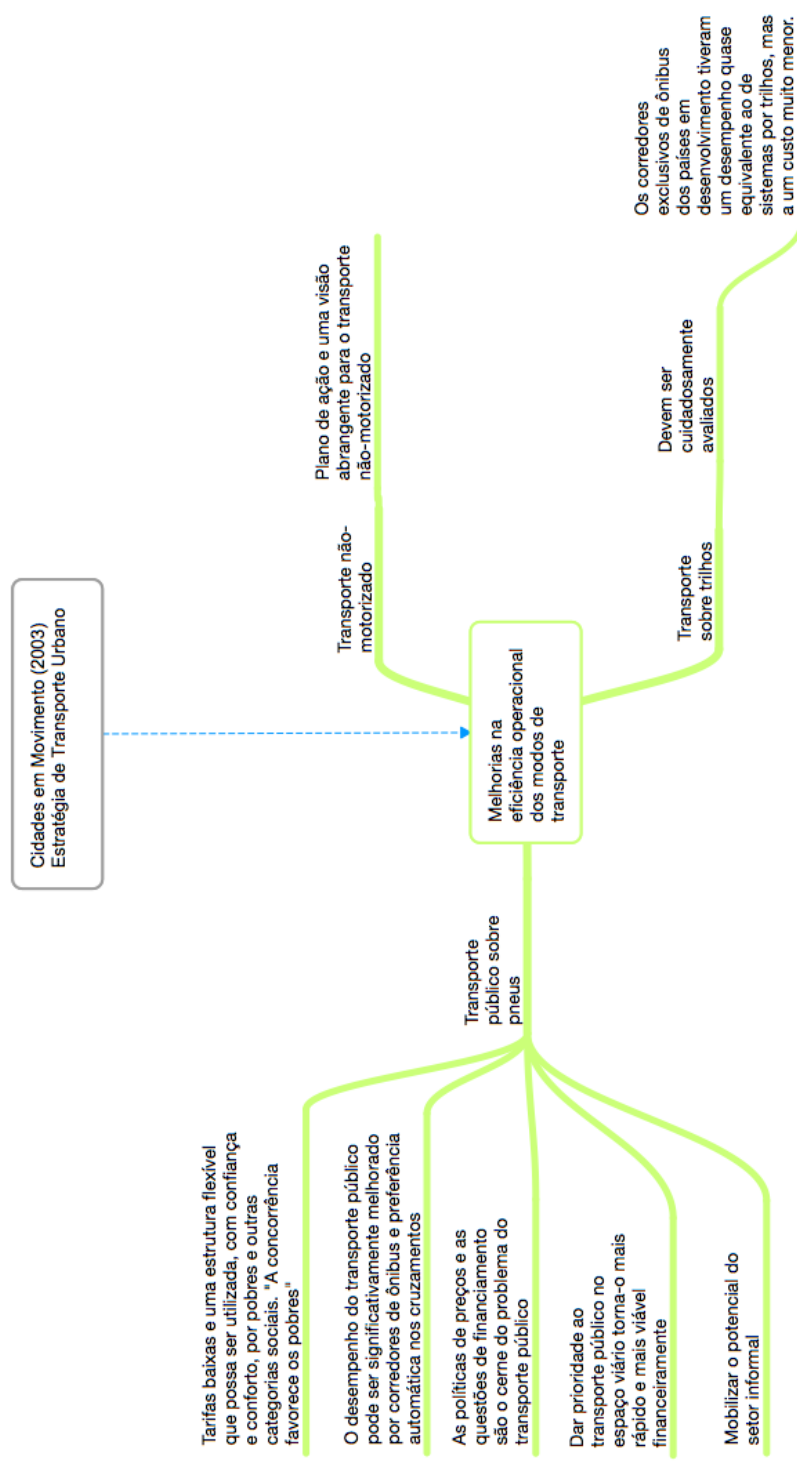 Cidades em Movimento (2003)
Estratégia de Transporte Urbano
Melhorias na
eficiência operacional
dos modos de
transporte
Transporte não-
motorizado
Plano de ação e uma visão
abrangente para o transporte
não-motorizado
Transporte
sobre trilhos
Devem ser
cuidadosamente
avaliados
Os corredores
exclusivos de ônibus
dos países em
desenvolvimento tiveram
um desempenho quase
equivalente ao de
sistemas por trilhos, mas
a um custo muito menor.
Transporte
público sobre
pneus
Tarifas baixas e uma estrutura flexível
que possa ser utilizada, com confiança
e conforto, por pobres e outras
categorias sociais. "A concorrência
favorece os pobres"
O desempenho do transporte público
pode ser significativamente melhorado
por corredores de ônibus e preferência
automática nos cruzamentos
As políticas de preços e as
questões de financiamento
são o cerne do problema do
transporte público
Dar prioridade ao
transporte público no
espaço viário torna-o mais
rápido e mais viável
financeiramente
Mobilizar o potencial do
setor informal